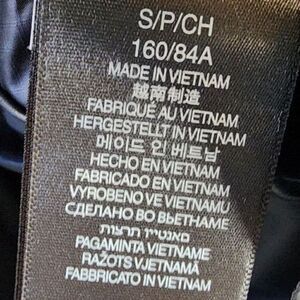 S/P/CH
160/84A
MADE IN VIETNAM
越南制造
FABRIQUÉ AU VIETNAM
HERGESTELLT IN VIETNAM
메이드 인 베트남
HECHO EN VIETNAM
FABRICADO EN VIETNAM
VYROBENO VE VIETNAMU
СДЕЛАНО ВО ВЬЕТНАМЕ
PAGAMINTA VIETNAME
RAŽOTS VJETNAMĀ
FABBRICATO IN VIETNAM